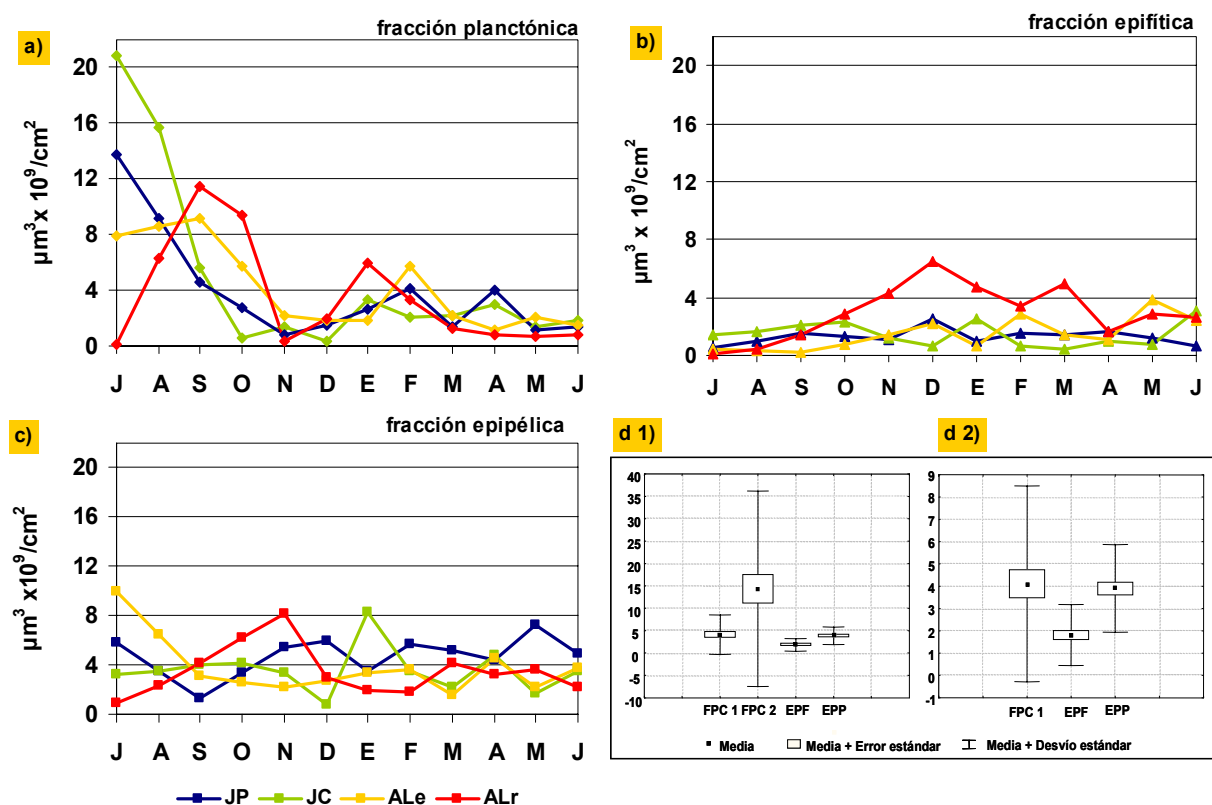 a)
fracción planctónica
20
16
12
8
4
0
µm³ x 10⁹/cm²
J A S O N D E F M A M J
b)
fracción epifítica
20
16
12
8
4
0
µm³ x 10⁹/cm²
J A S O N D E F M A M J
c)
fracción epipélica
20
16
12
8
4
0
µm³ x10⁹/cm²
J A S O N D E F M A M J
JP JC ALe ALr
d 1)
40
35
30
25
20
15
10
5
0
-5
-10
FPC 1 FPC 2 EPF EPP
d 2)
9
8
7
6
5
4
3
2
1
0
-1
FPC 1 EPF EPP
Media Media + Error estándar Media + Desvío estándar